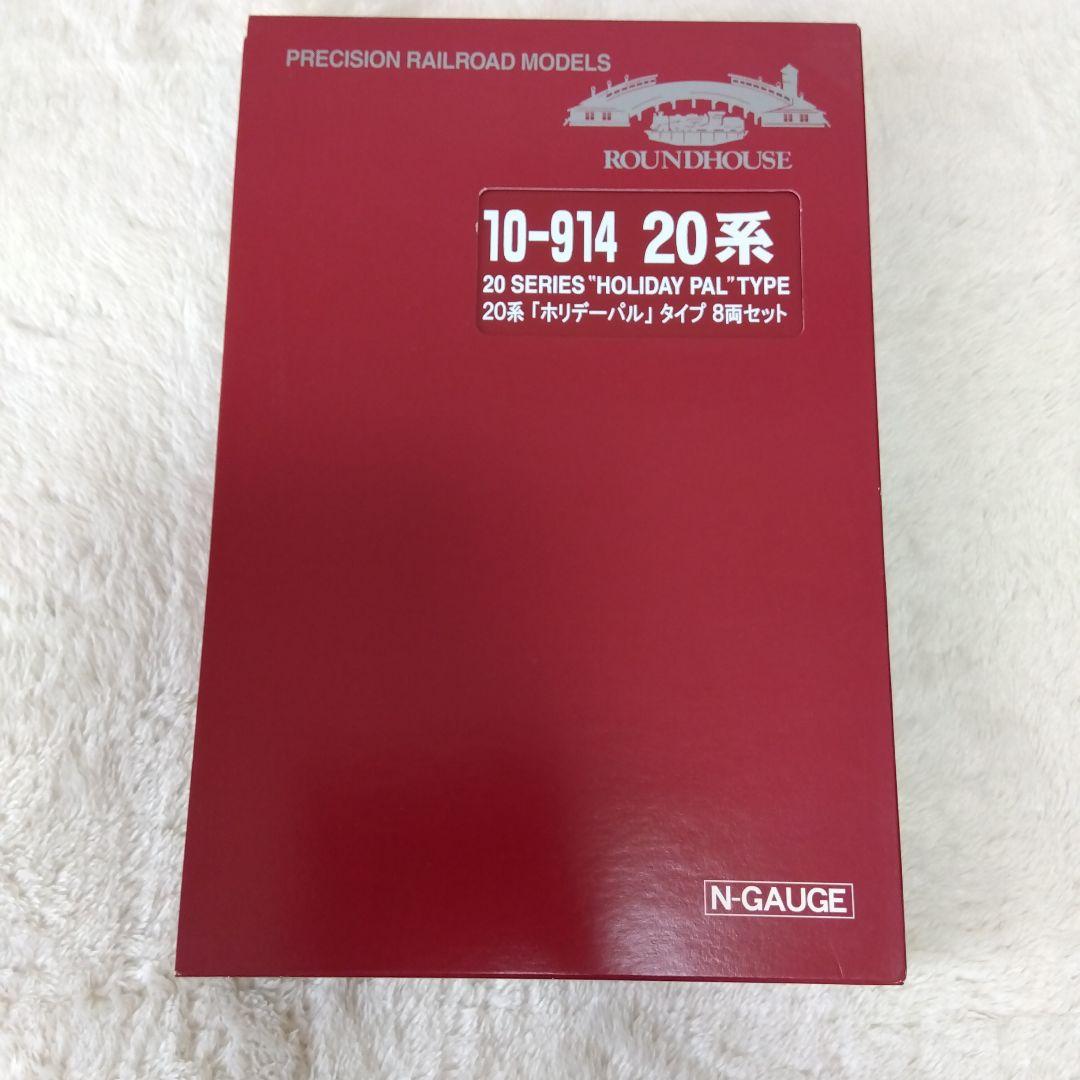 PRECISION RAILROAD MODELS
ROUNDHOUSE
10-914 20系
20 SERIES "HOLIDAY PAL" TYPE
20系「ホリデーパル」タイプ 8両セット
N-GAUGE